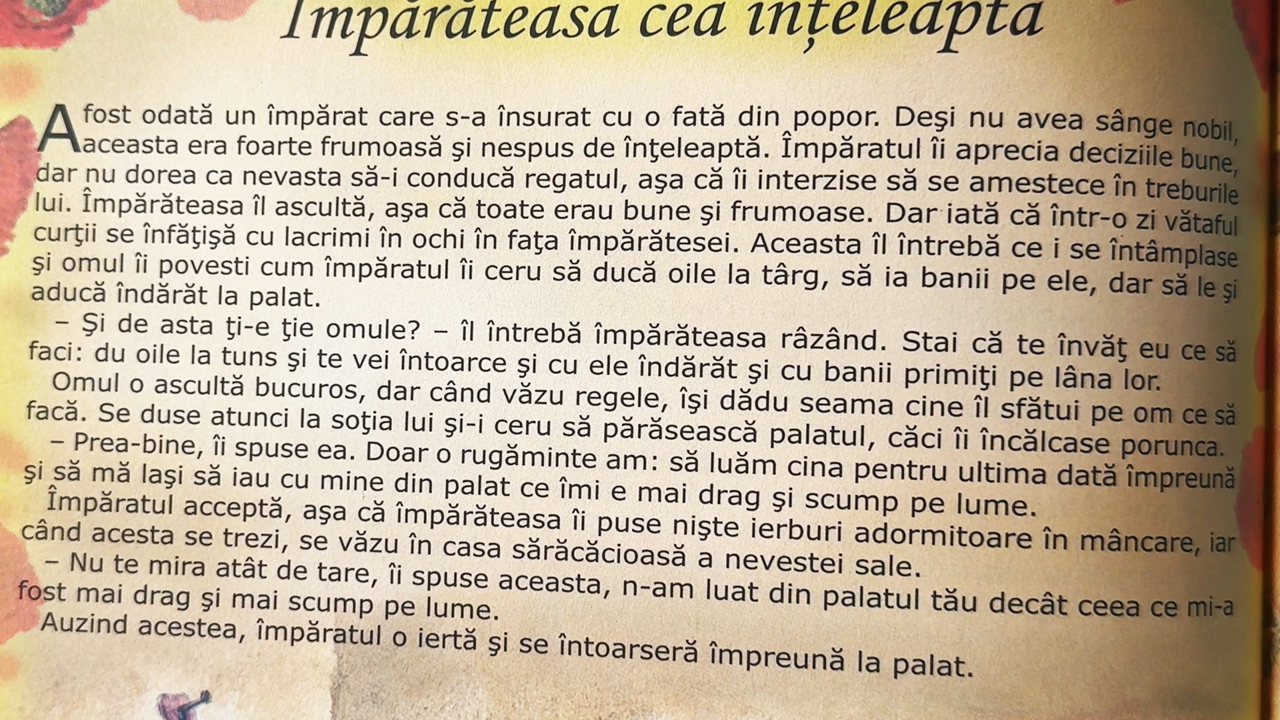 Împărăteasa cea înțeleaptă
A fost odată un împărat care s-a însurat cu o fată din popor. Deşi nu avea sânge nobil,
aceasta era foarte frumoasă şi nespus de înţeleaptă. Împăratul îi aprecia deciziile bune,
dar nu dorea ca nevasta să-i conducă regatul, aşa că îi interzise să se amestece în treburile
lui. Împărăteasa îl ascultă, aşa că toate erau bune şi frumoase. Dar iată că într-o zi vătaful
curţii se înfăţişă cu lacrimi în ochi în faţa împărătesei. Aceasta îl întrebă ce i se întâmplase
şi omul îi povesti cum împăratul îi ceru să ducă oile la târg, să ia banii pe ele, dar să le şi
aducă îndărăt la palat.
– Şi de asta ţi-e ţie omule? – îl întrebă împărăteasa râzând. Stai că te învăţ eu ce să
faci: du oile la tuns şi te vei întoarce şi cu ele îndărăt şi cu banii primiţi pe lâna lor.
Omul o ascultă bucuros, dar când văzu regele, îşi dădu seama cine îl sfătui pe om ce să
facă. Se duse atunci la soţia lui şi-i ceru să părăsească palatul, căci îi încălcase porunca.
– Prea-bine, îi spuse ea. Doar o rugăminte am: să luăm cina pentru ultima dată împreună
şi să mă laşi să iau cu mine din palat ce îmi e mai drag şi scump pe lume.
Împăratul acceptă, aşa că împărăteasa îi puse nişte ierburi adormitoare în mâncare, iar
când acesta se trezi, se văzu în casa sărăcăcioasă a nevestei sale.
– Nu te mira atât de tare, îi spuse aceasta, n-am luat din palatul tău decât ceea ce mi-a
fost mai drag şi mai scump pe lume.
Auzind acestea, împăratul o iertă şi se întoarseră împreună la palat.